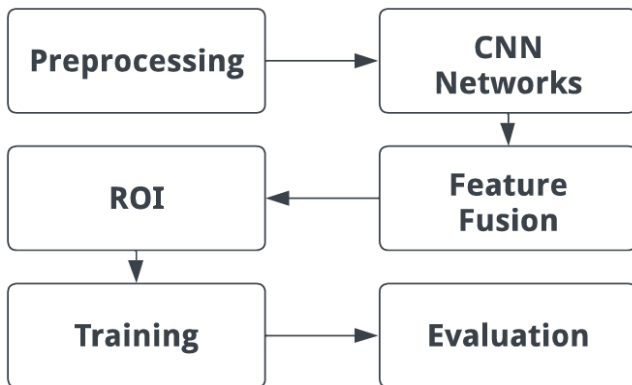 Preprocessing
CNN
Networks
ROI
Feature
Fusion
Training
Evaluation